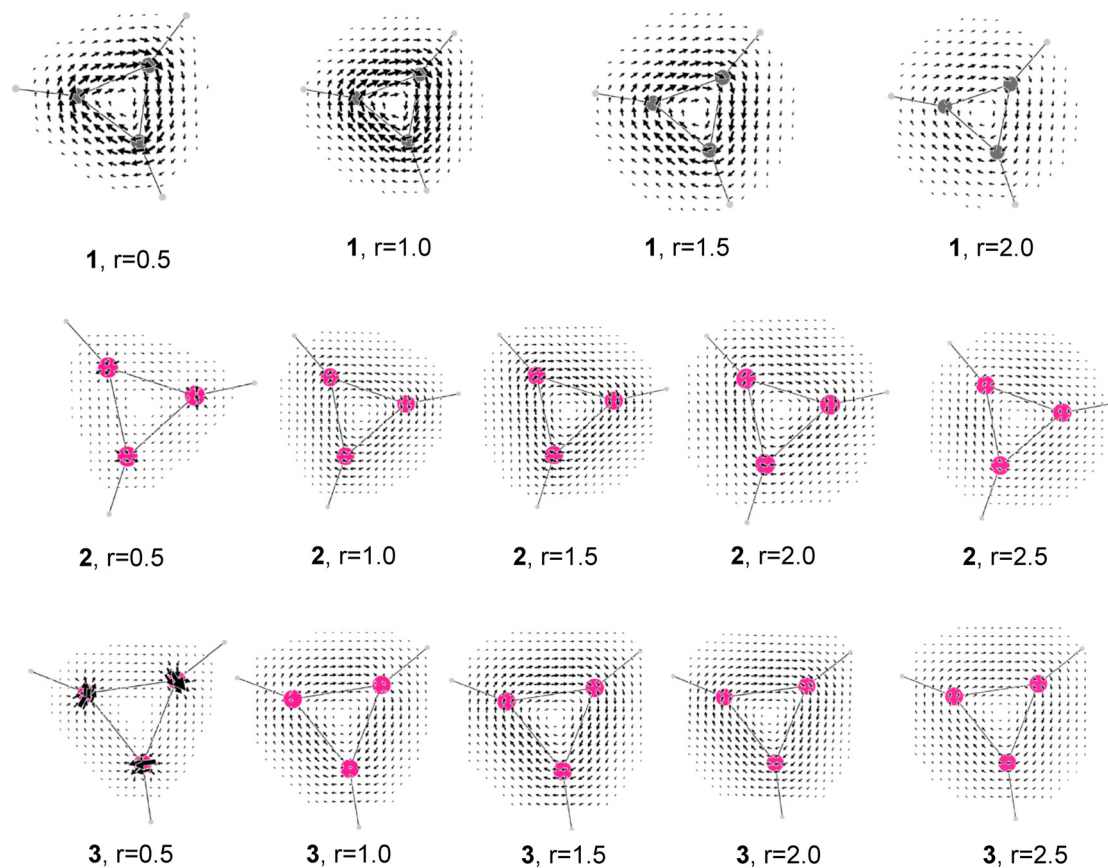 1, r=0.5
1, r=1.0
1, r=1.5
1, r=2.0
2, r=0.5
2, r=1.0
2, r=1.5
2, r=2.0
2, r=2.5
3, r=0.5
3, r=1.0
3, r=1.5
3, r=2.0
3, r=2.5